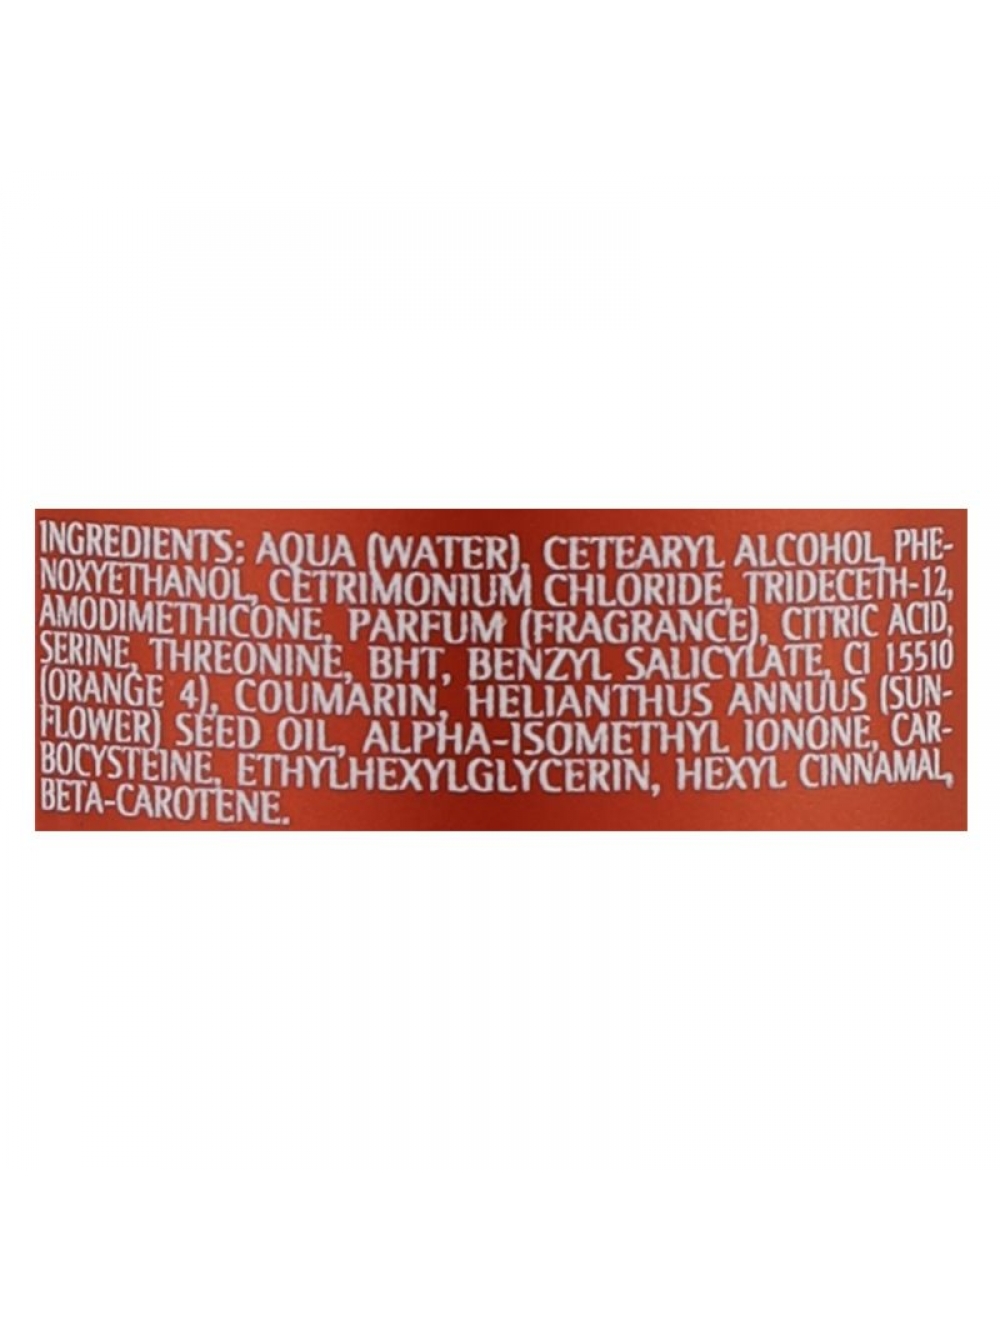 INGREDIENTS: AQUA (WATER), CETEARYL ALCOHOL, PHE-
NOXYETHANOL, CETRIMONIUM CHLORIDE, TRIDECETH-12,
AMODIMETHICONE, PARFUM (FRAGRANCE), CITRIC ACID,
SERINE, THREONINE, BHT, BENZYL SALICYLATE, CI 15510
(ORANGE 4), COUMARIN, HELIANTHUS ANNUUS (SUN-
FLOWER) SEED OIL, ALPHA-ISOMETHYL IONONE, CAR-
BOCYSTEINE, ETHYLHEXYLGLYCERIN, HEXYL CINNAMAL,
BETA-CAROTENE.